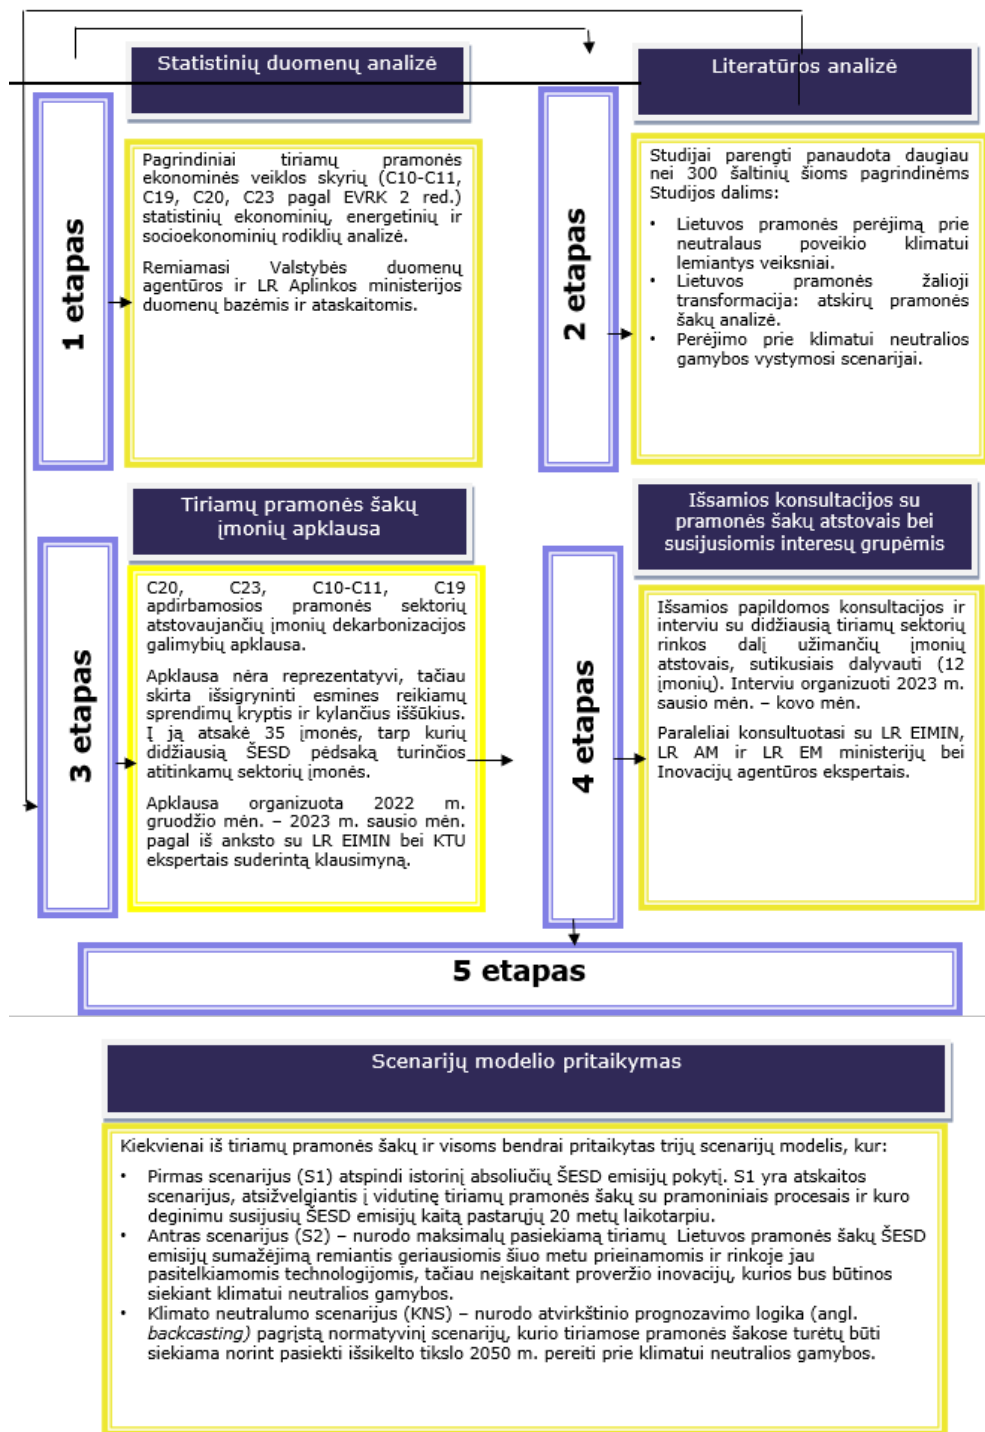 Statistinių duomenų analizė
1 etapas
Pagrindiniai tiriamų pramonės
ekonominės veiklos skyrių (C10-C11,
C19, C20, C23 pagal EVRK 2 red.)
statistinių ekonominių, energetinių ir
socioekonominių rodiklių analizė.
Remiamasi Valstybės duomenų
agentūros ir LR Aplinkos ministerijos
duomenų bazėmis ir ataskaitomis.
Literatūros analizė
2 etapas
Studijai parengti panaudota daugiau
nei 300 šaltinių šioms pagrindinėms
Studijos dalims:
• Lietuvos pramonės perėjimą prie
neutralaus poveikio klimatui
lemiantys veiksniai.
• Lietuvos pramonės žalioji
transformacija: atskirų pramonės
šakų analizė.
• Perėjimo prie klimatui neutralios
gamybos vystymosi scenarijai.
Tiriamų pramonės šakų
įmonių apklausa
3 etapas
C20, C23, C10-C11, C19
apdirbamosios pramonės sektorių
atstovaujančių įmonių dekarbonizacijos
galimybių apklausa.
Apklausa nėra reprezentatyvi, tačiau
skirta išsigryninti esmines reikiamų
sprendimų kryptis ir kylančius iššūkius.
Į ją atsakė 35 įmonės, tarp kurių
didžiausią ŠESD pėdsaką turinčios
atitinkamų sektorių įmonės.
Apklausa organizuota 2022 m.
gruodžio mėn. – 2023 m. sausio mėn.
pagal iš anksto su LR EIMIN bei KTU
ekspertais suderintą klausimyną.
Išsamios konsultacijos su
pramonės šakų atstovais bei
susijusiomis interesų grupėmis
4 etapas
Išsamios papildomos konsultacijos ir
interviu su didžiausią tiriamų sektorių
rinkos dalį užimančių įmonių
atstovais, sutikusiais dalyvauti (12
įmonių). Interviu organizuoti 2023 m.
sausio mėn. – kovo mėn.
Paraleliai konsultuotasi su LR EIMIN,
LR AM ir LR EM ministerijų bei
Inovacijų agentūros ekspertais.
5 etapas
Scenarijų modelio pritaikymas
Kiekvienai iš tiriamų pramonės šakų ir visoms bendrai pritaikytas trijų scenarijų modelis, kur:
• Pirmas scenarijus (S1) atspindi istorinį absoliučių ŠESD emisijų pokytį. S1 yra atskaitos
scenarijus, atsižvelgiantis į vidutinę tiriamų pramonės šakų su pramoniniais procesais ir kuro
deginimu susijusių ŠESD emisijų kaitą pastarųjų 20 metų laikotarpiu.
• Antras scenarijus (S2) – nurodo maksimalų pasiekiamą tiriamų Lietuvos pramonės šakų ŠESD
emisijų sumažėjimą remiantis geriausiomis šiuo metu prieinamomis ir rinkoje jau
pasitelkiamomis technologijomis, tačiau neįskaitant proveržio inovacijų, kurios bus būtinos
siekiant klimatui neutralios gamybos.
• Klimato neutralumo scenarijus (KNS) – nurodo atvirkštinio prognozavimo logika (angl.
backcasting) pagrįstą normatyvinį scenarijų, kurio tiriamose pramonės šakose turėtų būti
siekiama norint pasiekti išsikelto tikslo 2050 m. pereiti prie klimatui neutralios gamybos.